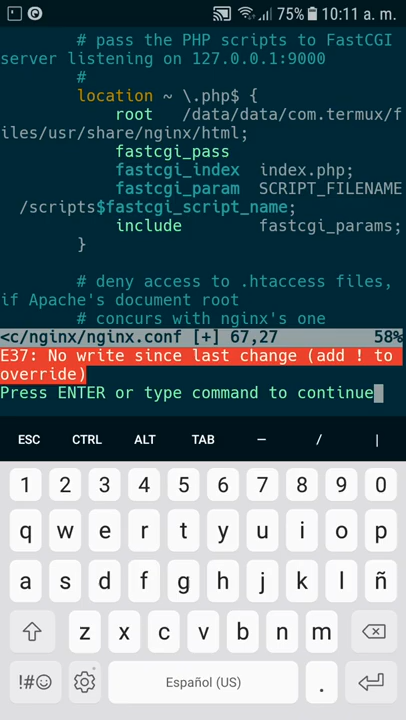 75% 10:11 a. m.
# pass the PHP scripts to FastCGI
server listening on 127.0.0.1:9000
#
location ~ \.php$ {
root /data/data/com.termux/f
iles/usr/share/nginx/html;
fastcgi_pass
fastcgi_index index.php;
fastcgi_param SCRIPT_FILENAME
/scripts$fastcgi_script_name;
include fastcgi_params;
}
# deny access to .htaccess files,
if Apache's document root
# concurs with nginx's one
<c/nginx/nginx.conf [+] 67,27 58%
E37: No write since last change (add ! to
override)
Press ENTER or type command to continue
ESC CTRL ALT TAB — / |
1 2 3 4 5 6 7 8 9 0
q w e r t y u i o p
a s d f g h j k l ñ
z x c v b n m
!#☺ Español (US) .